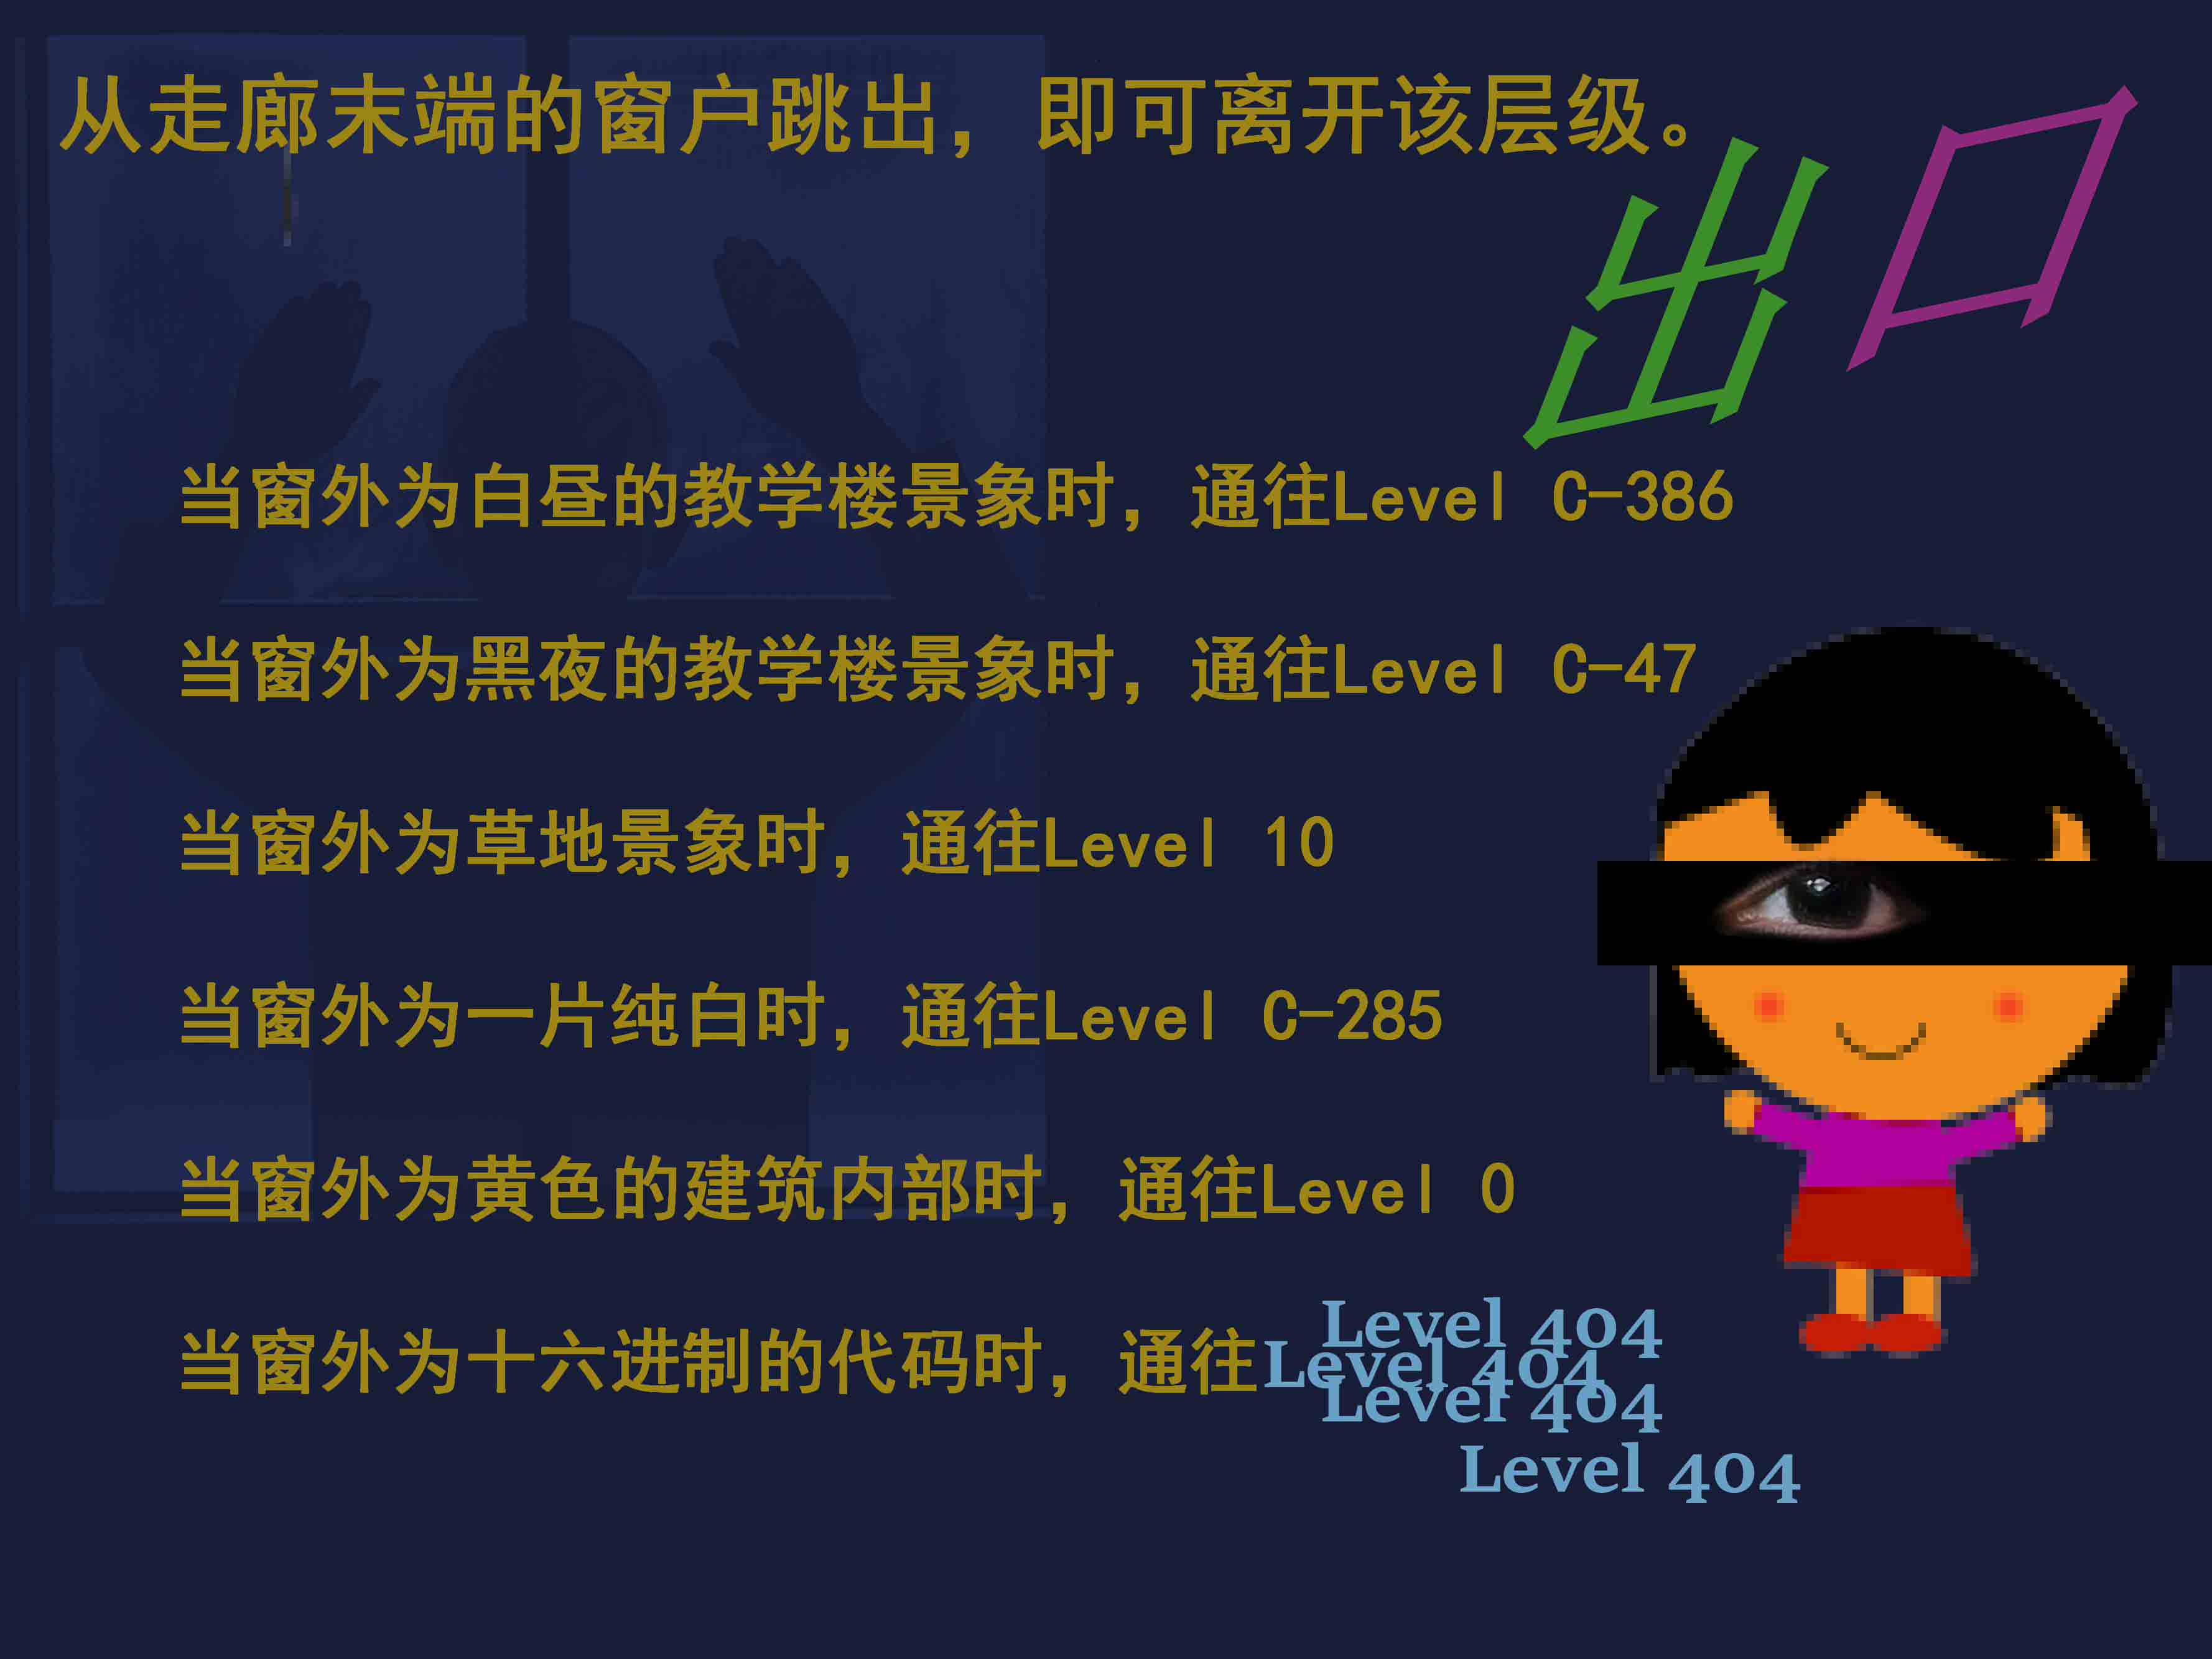 从走廊末端的窗户跳出，即可离开该层级。
出口
当窗外为白昼的教学楼景象时，通往Level C-386
当窗外为黑夜的教学楼景象时，通往Level C-47
当窗外为草地景象时，通往Level 10
当窗外为一片纯白时，通往Level C-285
当窗外为黄色的建筑内部时，通往Level 0
Level 404
当窗外为十六进制的代码时，通往Level 404
Level 404
Level 404